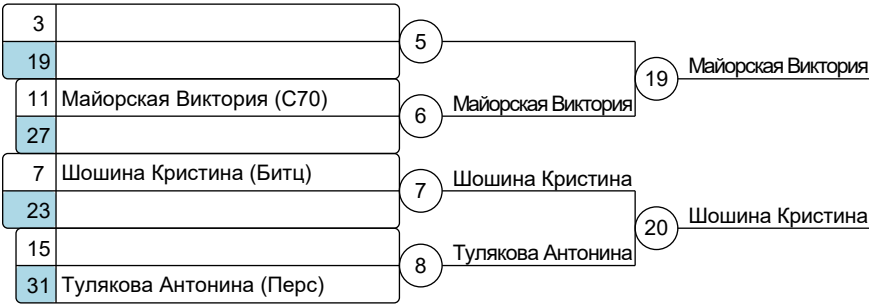 3
19
5
11 Майорская Виктория (С70)
27
6
Майорская Виктория
19
Майорская Виктория
7 Шошина Кристина (Битц)
23
7
Шошина Кристина
15
31 Тулякова Антонина (Перс)
8
Тулякова Антонина
20
Шошина Кристина